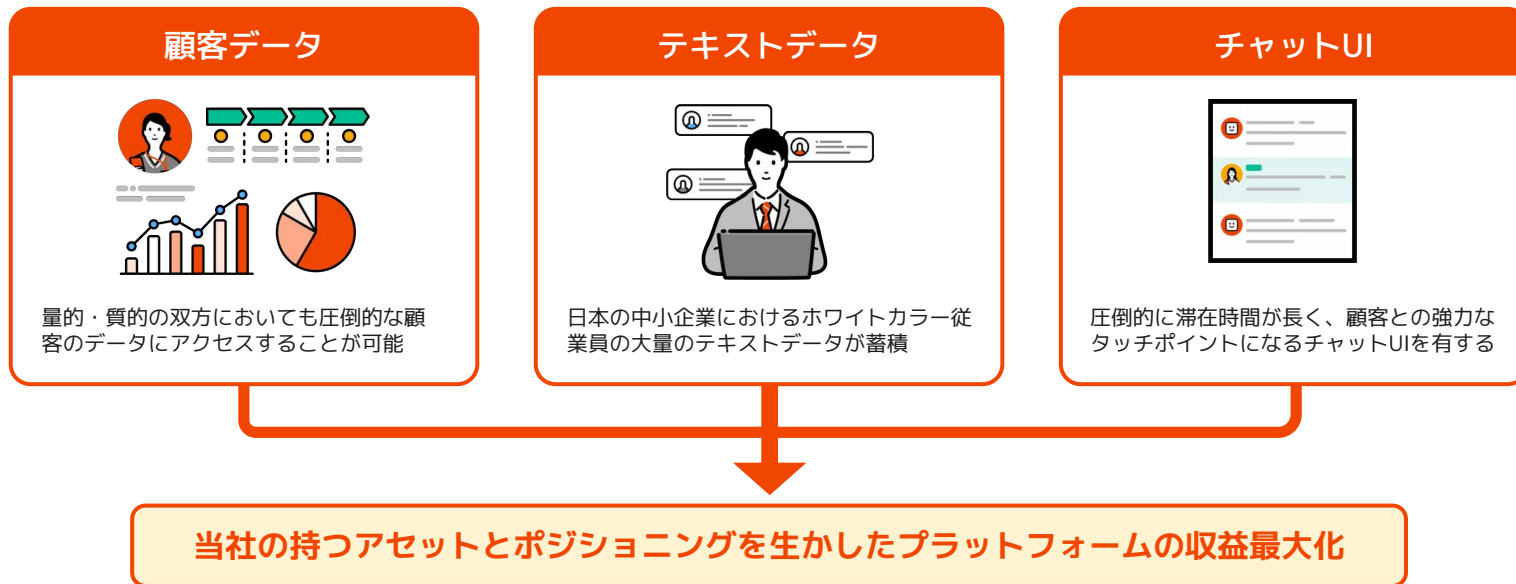 顧客データ
量的・質的の双方においても圧倒的な顧
客のデータにアクセスすることが可能
テキストデータ
日本の中小企業におけるホワイトカラー従
業員の大量のテキストデータが蓄積
チャットUI
圧倒的に滞在時間が長く、顧客との強力な
タッチポイントになるチャットUIを有する
当社の持つアセットとポジショニングを生かしたプラットフォームの収益最大化